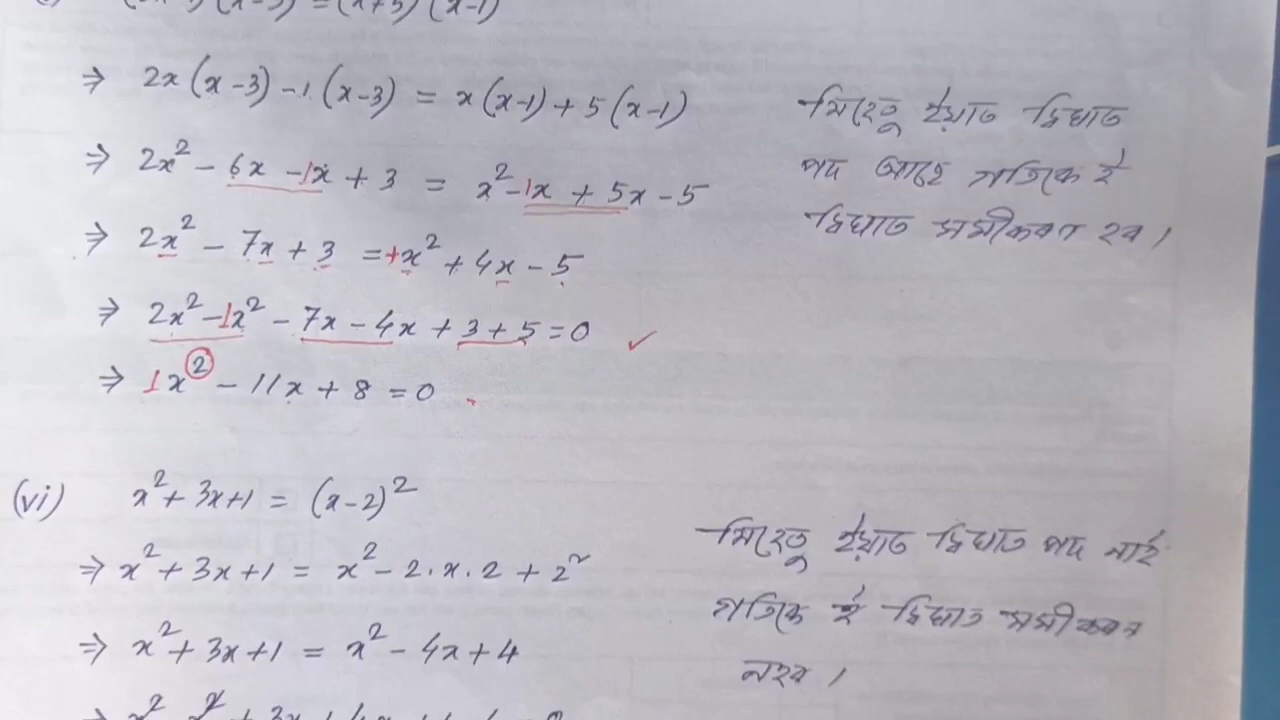 (x-3) = (x+5)(x-1)
⇒ 2x(x-3) -1(x-3) = x(x-1) + 5(x-1)
⇒ 2x² - 6x - 1x + 3 = x² - 1x + 5x - 5
⇒ 2x² - 7x + 3 = +x² + 4x - 5
⇒ 2x² - 1x² - 7x - 4x + 3 + 5 = 0 ✓
⇒ 1x² - 11x + 8 = 0
যিহেতু ইয়াত দ্বিঘাত
পদ আছে গতিকে ই
দ্বিঘাত সমীকৰণ হব ।
(vi) x² + 3x + 1 = (x-2)²
⇒ x² + 3x + 1 = x² - 2.x.2 + 2²
⇒ x² + 3x + 1 = x² - 4x + 4
যিহেতু ইয়াত দ্বিঘাত পদ নাই
গতিকে ই দ্বিঘাত সমীকৰণ
নহব ।